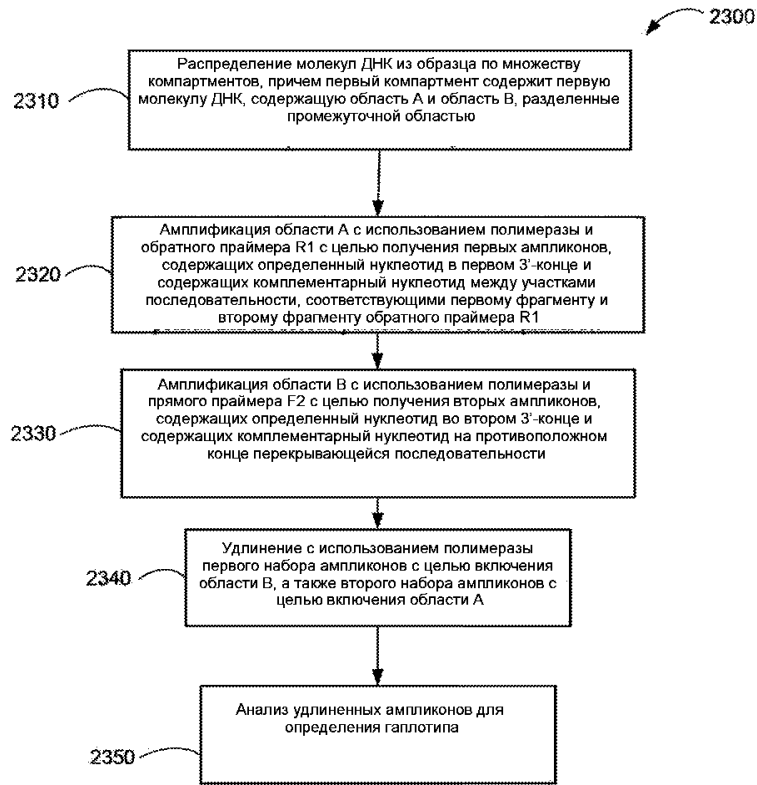 2300
Распределение молекул ДНК из образца по множеству
компартментов, причем первый компартмент содержит первую
молекулу ДНК, содержащую область А и область В, разделенные
промежуточной областью
2310
Амплификация области А с использованием полимеразы и
обратного праймера R1 с целью получения первых ампликонов,
содержащих определенный нуклеотид в первом 3’-конце и
содержащих комплементарный нуклеотид между участками
последовательности, соответствующими первому фрагменту и
второму фрагменту обратного праймера R1
2320
Амплификация области В с использованием полимеразы и
прямого праймера F2 с целью получения вторых ампликонов,
содержащих определенный нуклеотид во втором 3’-конце и
содержащих комплементарный нуклеотид на противоположном
конце перекрывающейся последовательности
2330
Удлинение с использованием полимеразы
первого набора ампликонов с целью включения
области В, а также второго набора ампликонов с
целью включения области А
2340
Анализ удлиненных ампликонов для
определения гаплотипа
2350